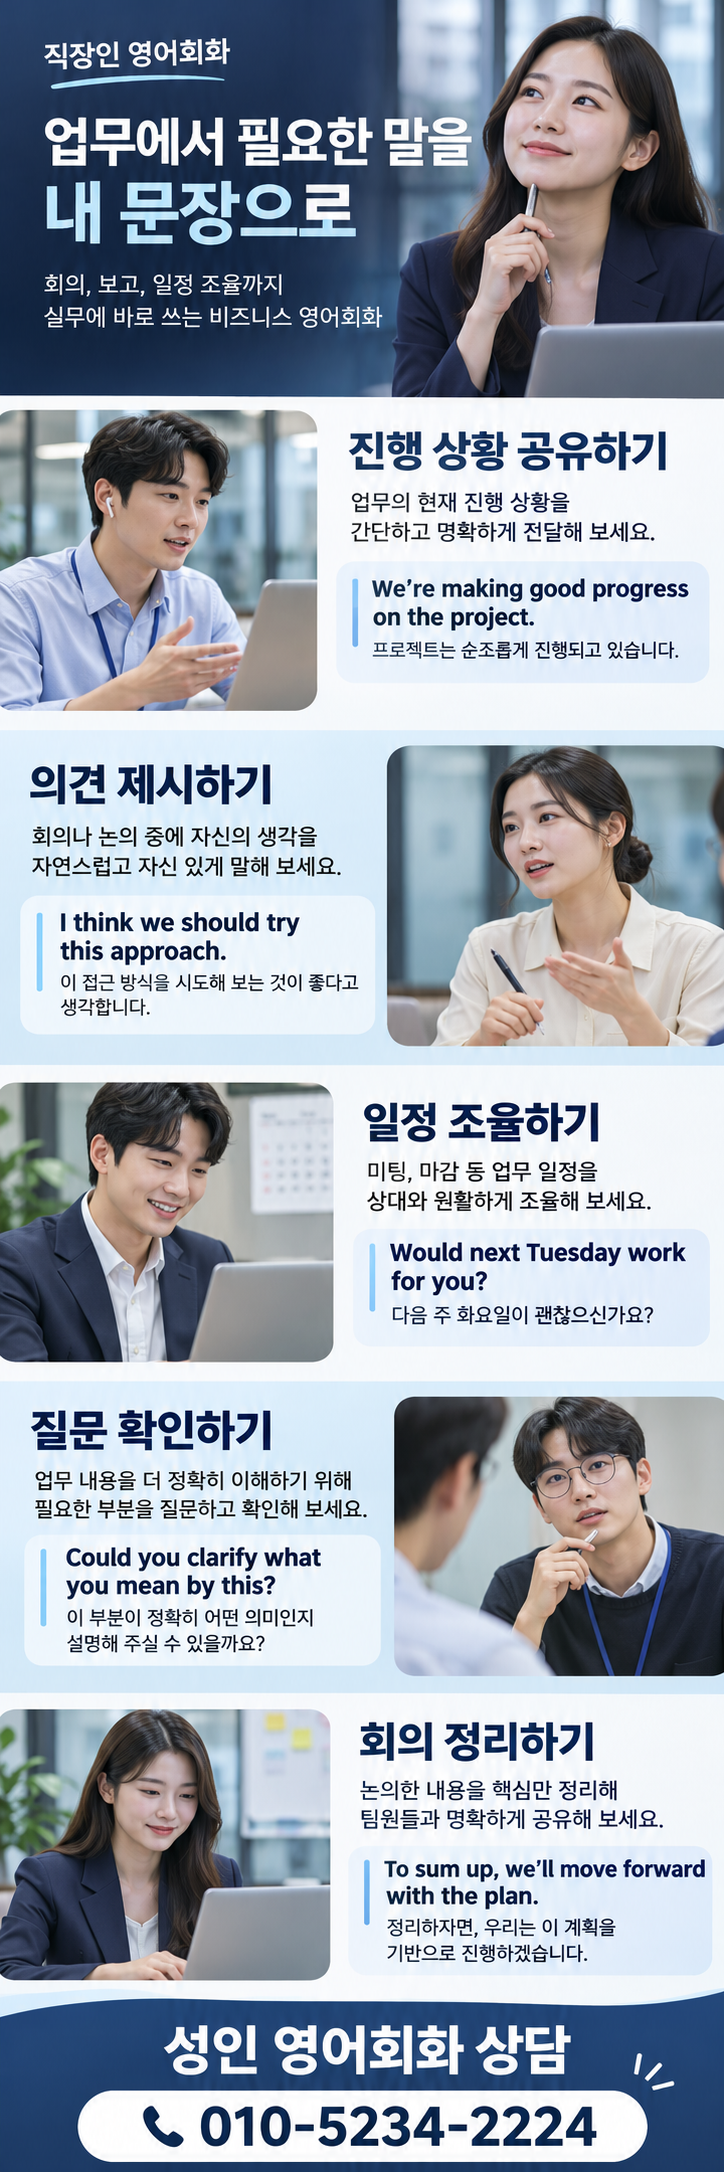 직장인 영어회화
업무에서 필요한 말을
내 문장으로
회의, 보고, 일정 조율까지
실무에 바로 쓰는 비즈니스 영어회화
진행 상황 공유하기
업무의 현재 진행 상황을
간단하고 명확하게 전달해 보세요.
We're making good progress
on the project.
프로젝트는 순조롭게 진행되고 있습니다.
의견 제시하기
회의나 논의 중에 자신의 생각을
자연스럽고 자신 있게 말해 보세요.
I think we should try
this approach.
이 접근 방식을 시도해 보는 것이 좋다고
생각합니다.
일정 조율하기
미팅, 마감 동 업무 일정을
상대와 원활하게 조율해 보세요.
Would next Tuesday work
for you?
다음 주 화요일이 괜찮으신가요?
질문 확인하기
업무 내용을 더 정확히 이해하기 위해
필요한 부분을 질문하고 확인해 보세요.
Could you clarify what
you mean by this?
이 부분이 정확히 어떤 의미인지
설명해 주실 수 있을까요?
회의 정리하기
논의한 내용을 핵심만 정리해
팀원들과 명확하게 공유해 보세요.
To sum up, we'll move forward
with the plan.
정리하자면, 우리는 이 계획을
기반으로 진행하겠습니다.
성인 영어회화 상담
010-5234-2224